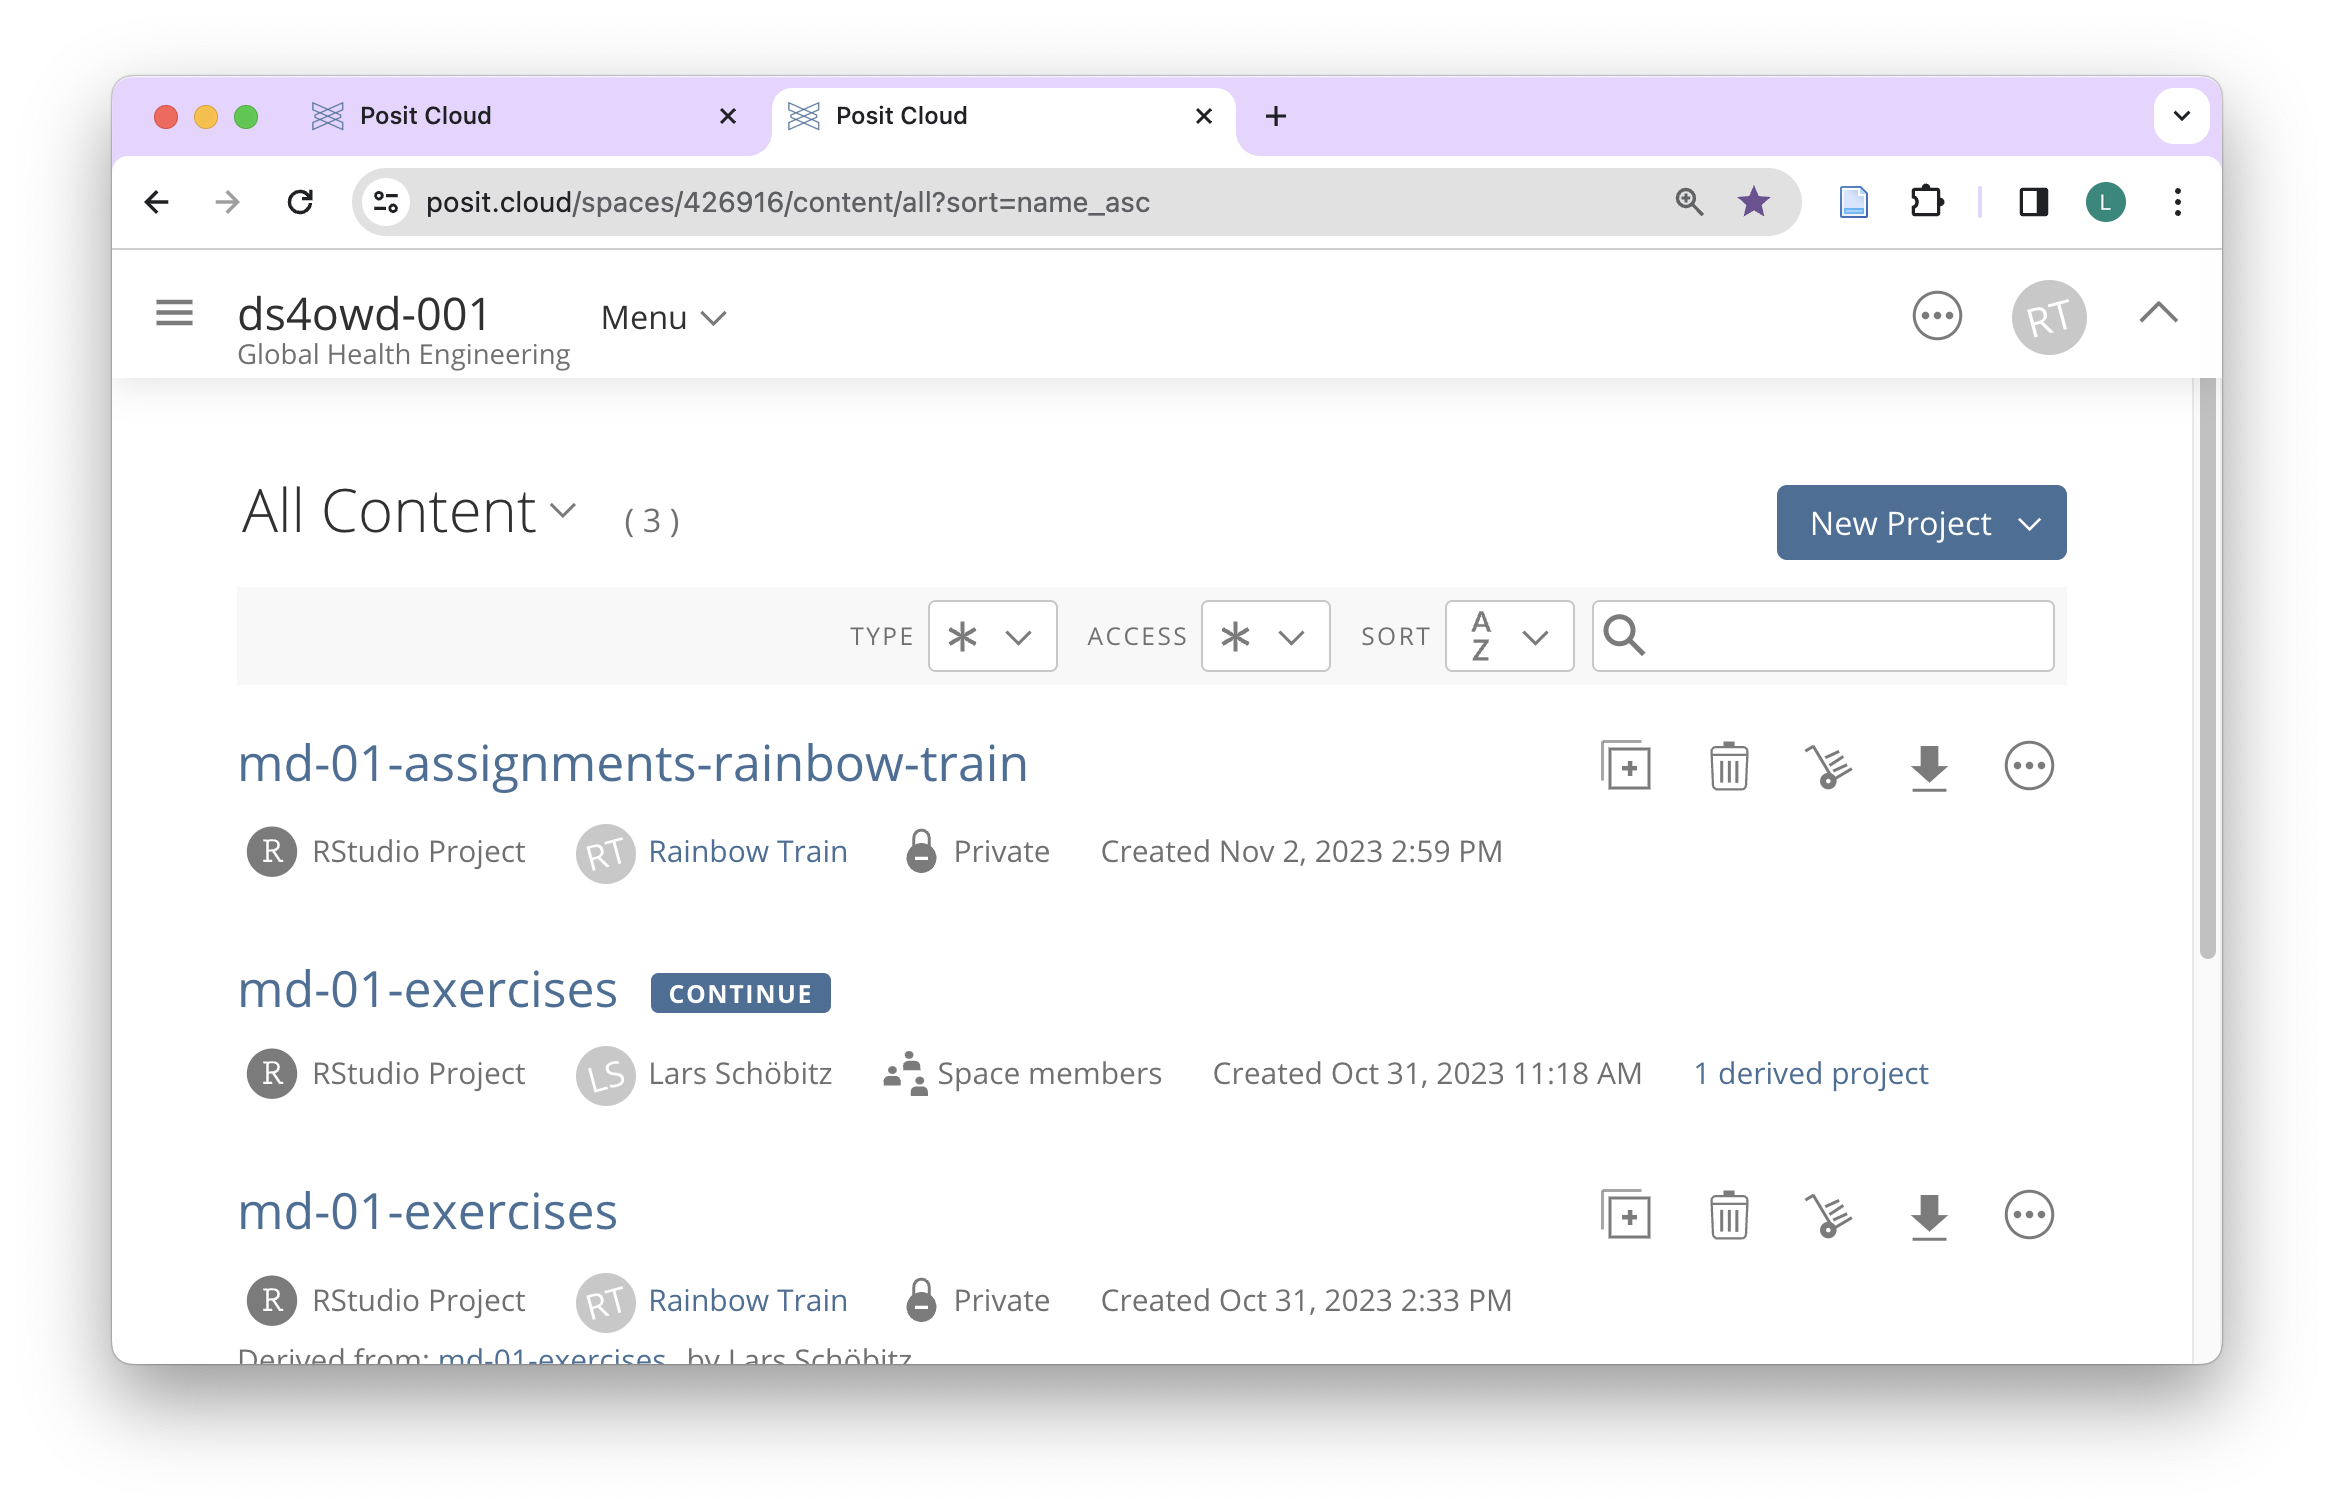 Posit Cloud
Posit Cloud
posit.cloud/spaces/426916/content/all?sort=name_asc
L
ds4owd-001
Menu
RT
Global Health Engineering
All Content
( 3 )
New Project
TYPE
ACCESS
SORT
A
Z
md-01-assignments-rainbow-train
R RStudio Project RT Rainbow Train Private Created Nov 2, 2023 2:59 PM
md-01-exercises CONTINUE
R RStudio Project LS Lars Schöbitz Space members Created Oct 31, 2023 11:18 AM 1 derived project
md-01-exercises
R RStudio Project RT Rainbow Train Private Created Oct 31, 2023 2:33 PM
Derived from: md-01-exercises by Lars Schöbitz